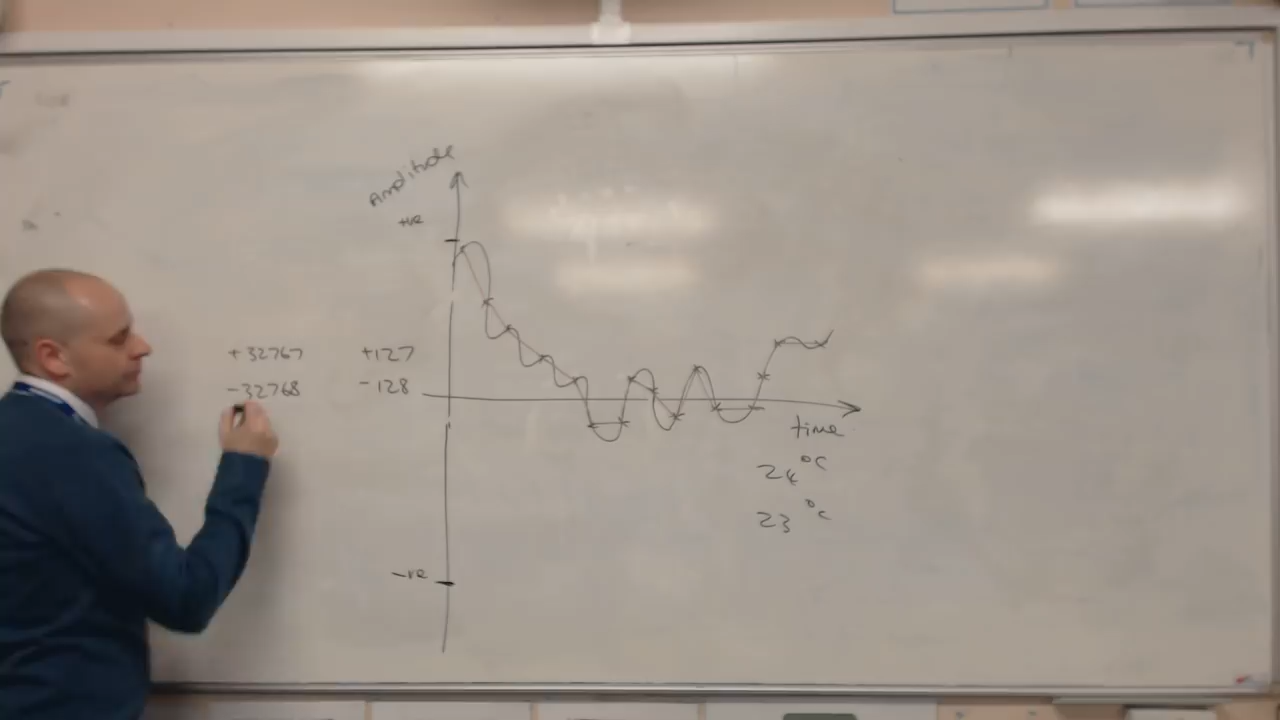 Amplitude
+ve
+32767 +127
-32768 -128
time
24 °C
23 °C
-ve